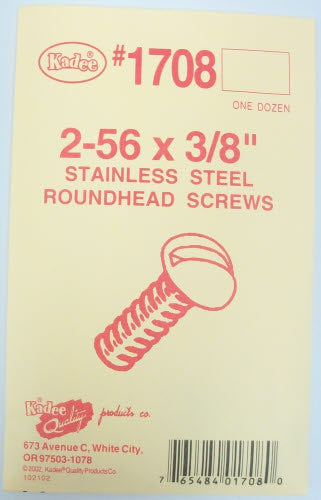 Kadee® #1708
ONE DOZEN
2-56 x 3/8"
STAINLESS STEEL
ROUNDHEAD SCREWS
Kadee®
Quality products co.
673 Avenue C, White City,
OR 97503-1078
©2002, Kadee® Quality Products Co.
102102
7 65484 01708 0